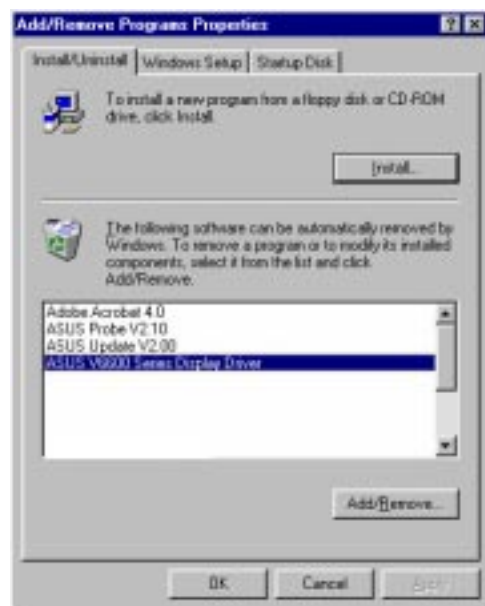 Add/Remove Programs Properties
Install/Uninstall
Windows Setup
Startup Disk
To install a new program from a floppy disk or CD-ROM
drive, click Install.
Install...
The following software can be automatically removed by
Windows. To remove a program or to modify its installed
components, select it from the list and click
Add/Remove.
Adobe Acrobat 4.0
ASUS Probe V2.10
ASUS Update V2.00
ASUS V6600 Series Display Driver
Add/Remove...
OK
Cancel
Apply